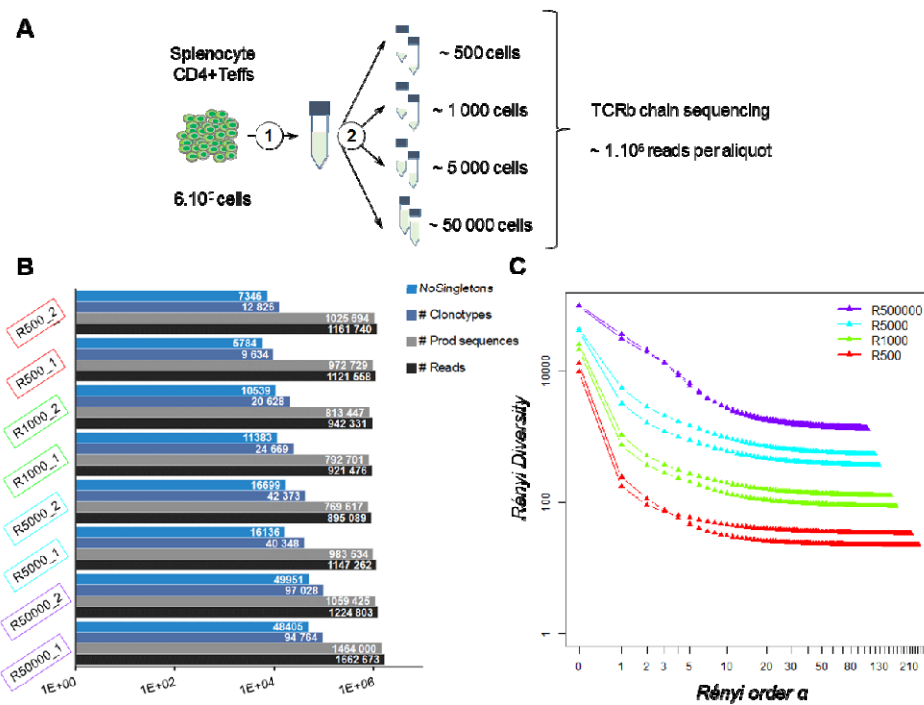 A
Splenocyte
CD4+Teffs
1
2
~ 500 cells
~ 1 000 cells
~ 5 000 cells
~ 50 000 cells
TCRb chain sequencing
~ 1.10⁶ reads per aliquot
B
R500_2
7346
12 826
1025 694
1161 740
R500_1
5784
9 634
972 729
1121 558
R1000_2
10539
20 628
813 447
942 331
R1000_1
11383
24 669
792 701
921 476
R5000_2
16699
42 373
769 617
895 089
R5000_1
16136
40 348
983 534
1147 262
R50000_2
49951
97 028
1059 425
1224 803
R50000_1
48405
94 764
1464 000
1662 673
1E+00
1E+02
1E+04
1E+06
NoSingletons
# Clonotypes
# Prod sequences
# Reads
C
R500000
R5000
R1000
R500
Rényi Diversity
10000
100
1
0
1
2
3
5
10
20
30
50
80
130
210
Rényi order α